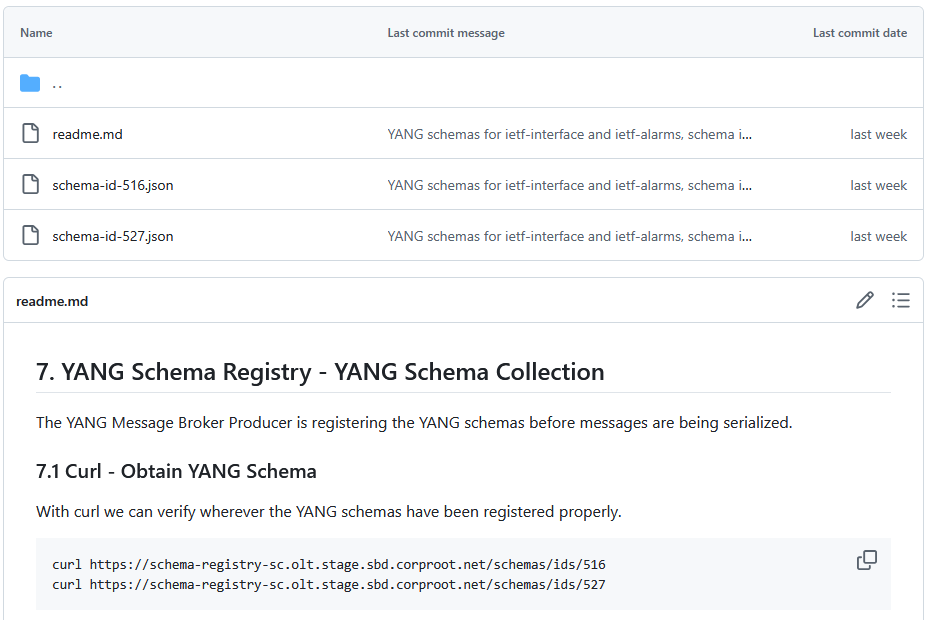 Name Last commit message Last commit date
..
readme.md YANG schemas for ietf-interface and ietf-alarms, schema i... last week
schema-id-516.json YANG schemas for ietf-interface and ietf-alarms, schema i... last week
schema-id-527.json YANG schemas for ietf-interface and ietf-alarms, schema i... last week
readme.md
7. YANG Schema Registry - YANG Schema Collection
The YANG Message Broker Producer is registering the YANG schemas before messages are being serialized.
7.1 Curl - Obtain YANG Schema
With curl we can verify wherever the YANG schemas have been registered properly.
curl https://schema-registry-sc.olt.stage.sbd.corproot.net/schemas/ids/516
curl https://schema-registry-sc.olt.stage.sbd.corproot.net/schemas/ids/527